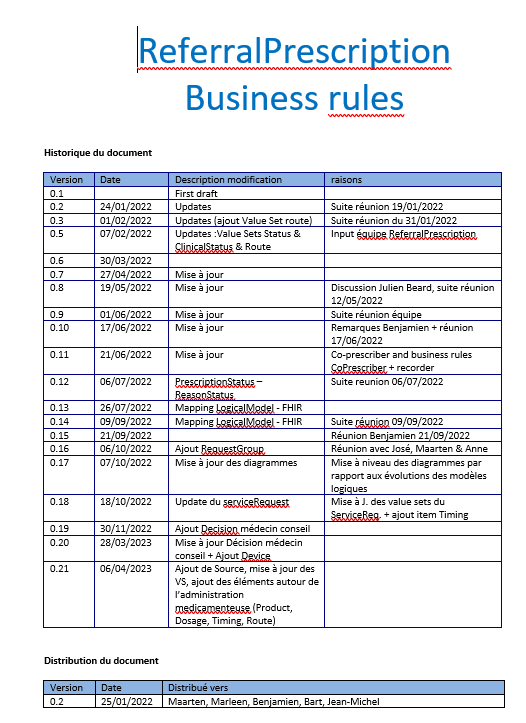 ReferralPrescription
Business rules
Historique du document
Version Date Description modification raisons
0.1 First draft
0.2 24/01/2022 Updates Suite réunion 19/01/2022
0.3 01/02/2022 Updates (ajout Value Set route) Suite réunion du 31/01/2022
0.5 07/02/2022 Updates :Value Sets Status & Input équipe ReferralPrescription
ClinicalStatus & Route
0.6 30/03/2022
0.7 27/04/2022 Mise à jour
0.8 19/05/2022 Mise à jour Discussion Julien Beard, suite réunion
12/05/2022
0.9 01/06/2022 Mise à jour Suite réunion équipe
0.10 17/06/2022 Mise à jour Remarques Benjamien + réunion
17/06/2022
0.11 21/06/2022 Mise à jour Co-prescriber and business rules
CoPrescriber + recorder
0.12 06/07/2022 PrescriptionStatus – Suite reunion 06/07/2022
ReasonStatus
0.13 26/07/2022 Mapping LogicalModel - FHIR
0.14 09/09/2022 Mapping LogicalModel - FHIR Suite réunion 09/09/2022
0.15 21/09/2022 Réunion Benjamien 21/09/2022
0.16 06/10/2022 Ajout RequestGroup Réunion avec José, Maarten & Anne
0.17 07/10/2022 Mise à jour des diagrammes Mise à niveau des diagrammes par
rapport aux évolutions des modèles
logiques
0.18 18/10/2022 Update du serviceRequest Mise à J. des value sets du
ServiceReq. + ajout item Timing
0.19 30/11/2022 Ajout Decision médecin conseil
0.20 28/03/2023 Mise à jour Décision médecin
conseil + Ajout Device
0.21 06/04/2023 Ajout de Source, mise à jour des
VS, ajout des éléments autour de
l'administration
medicamenteuse (Product,
Dosage, Timing, Route)
Distribution du document
Version Date Distribué vers
0.2 25/01/2022 Maarten, Marleen, Benjamien, Bart, Jean-Michel